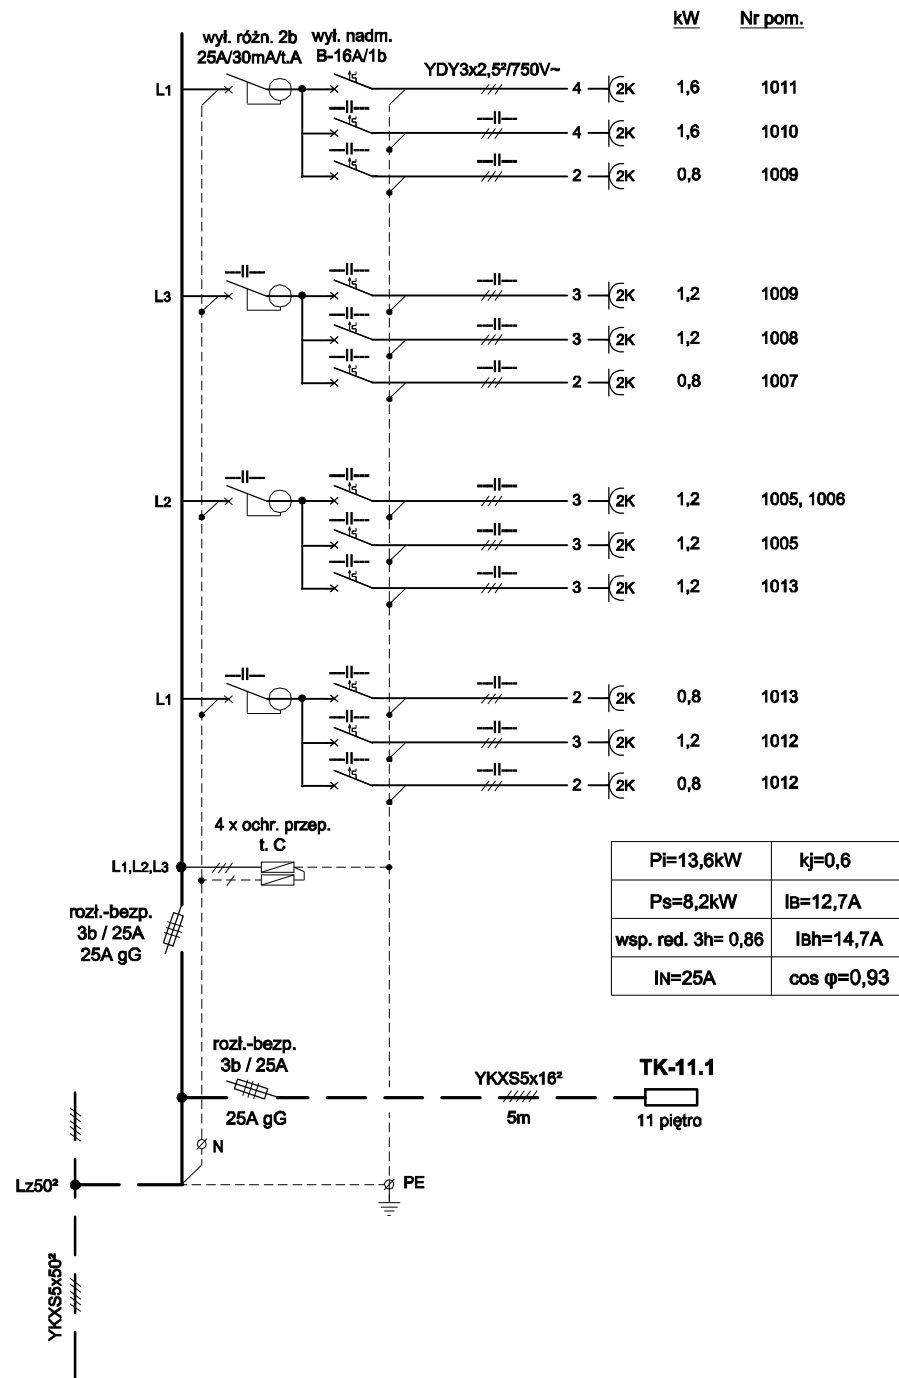 kW Nr pom.
wył. różn. 2b
25A/30mA/t.A
wył. nadm.
B-16A/1b
YDY3x2,5²/750V~
L1 4 2K 1,6 1011
4 2K 1,6 1010
2 2K 0,8 1009
L3 3 2K 1,2 1009
3 2K 1,2 1008
2 2K 0,8 1007
L2 3 2K 1,2 1005, 1006
3 2K 1,2 1005
3 2K 1,2 1013
L1 2 2K 0,8 1013
3 2K 1,2 1012
2 2K 0,8 1012
4 x ochr. przep.
t. C
L1,L2,L3
rozł.-bezp.
3b / 25A
25A gG
Pi=13,6kW kj=0,6
Ps=8,2kW IB=12,7A
wsp. red. 3h= 0,86 IBh=14,7A
IN=25A cos φ=0,93
rozł.-bezp.
3b / 25A
25A gG
YKXS5x16²
5m
TK-11.1
11 piętro
N
PE
Lz50²
YKXS5x50²